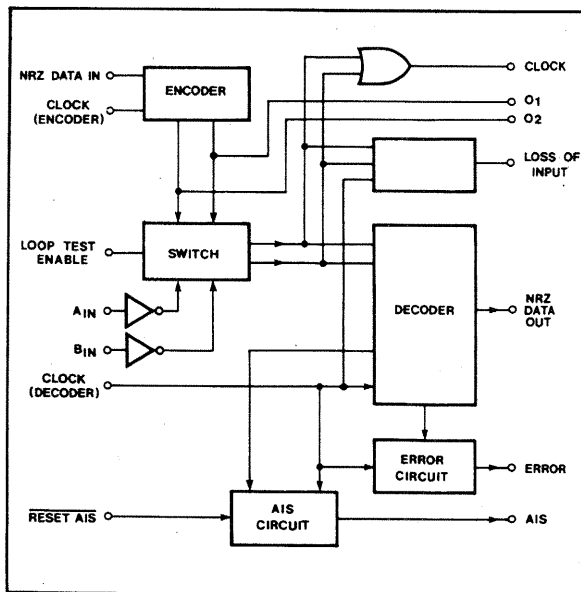 NRZ DATA IN
CLOCK
(ENCODER)
ENCODER
CLOCK
O1
O2
LOSS OF
INPUT
LOOP TEST
ENABLE
SWITCH
AIN
BIN
CLOCK
(DECODER)
DECODER
NRZ
DATA
OUT
ERROR
CIRCUIT
ERROR
RESET AIS
AIS
CIRCUIT
AIS